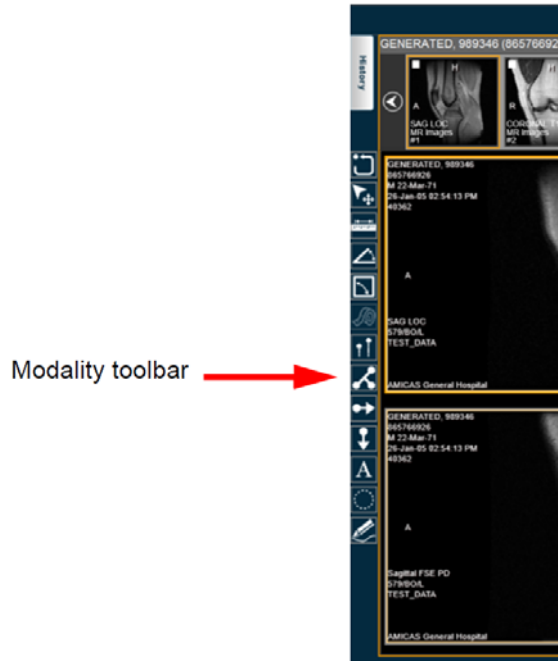 GENERATED, 989346 (86576692
History
H
A
SAG LOC
MR Images
#1
H
R
CORONAL T1
MR Images
#2
GENERATED, 989346
865766926
M 22-Mar-71
26-Jan-05 02:54:13 PM
40362
A
SAG LOC
579/BO/L
TEST_DATA
AMICAS General Hospital
Modality toolbar
A
GENERATED, 989346
865766926
M 22-Mar-71
26-Jan-05 02:54:13 PM
40362
A
Sagittal FSE PD
579/BO/L
TEST_DATA
AMICAS General Hospital